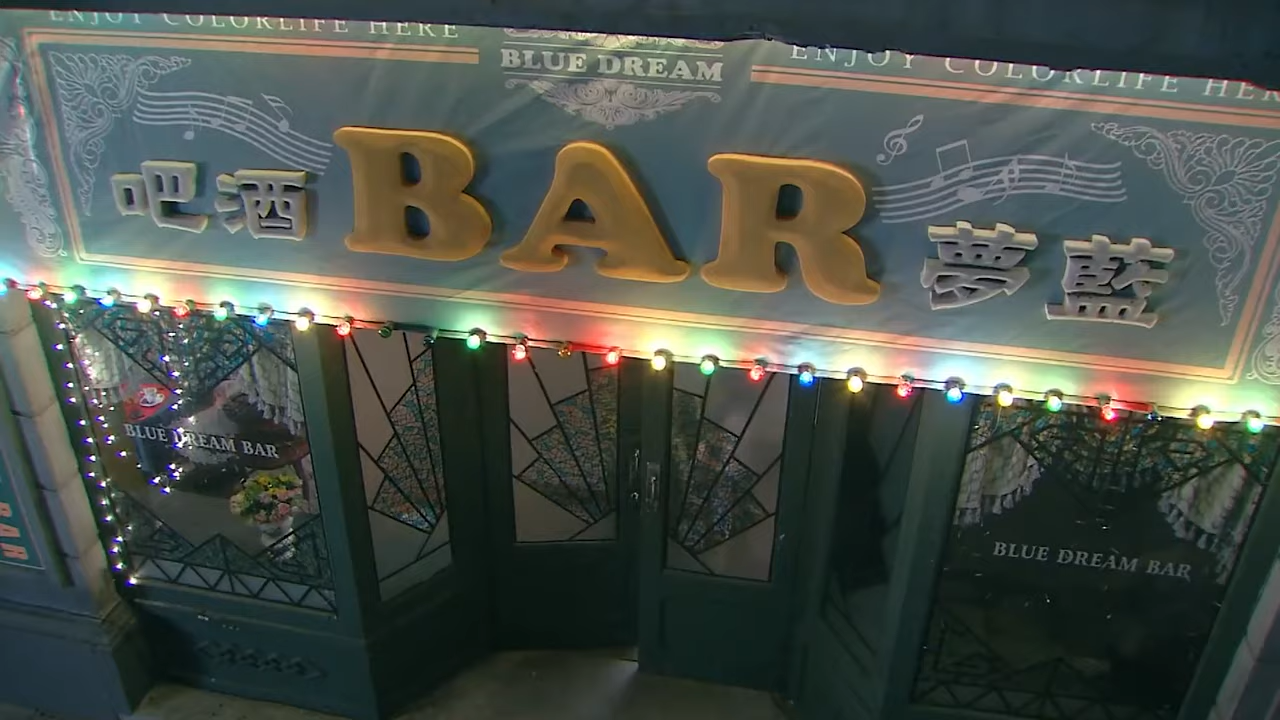 ENJOY COLORLIFE HERE
BLUE DREAM
ENJOY COLORLIFE HER
吧酒 BAR 夢藍
BLUE DREAM BAR
BLUE DREAM BAR
BAR